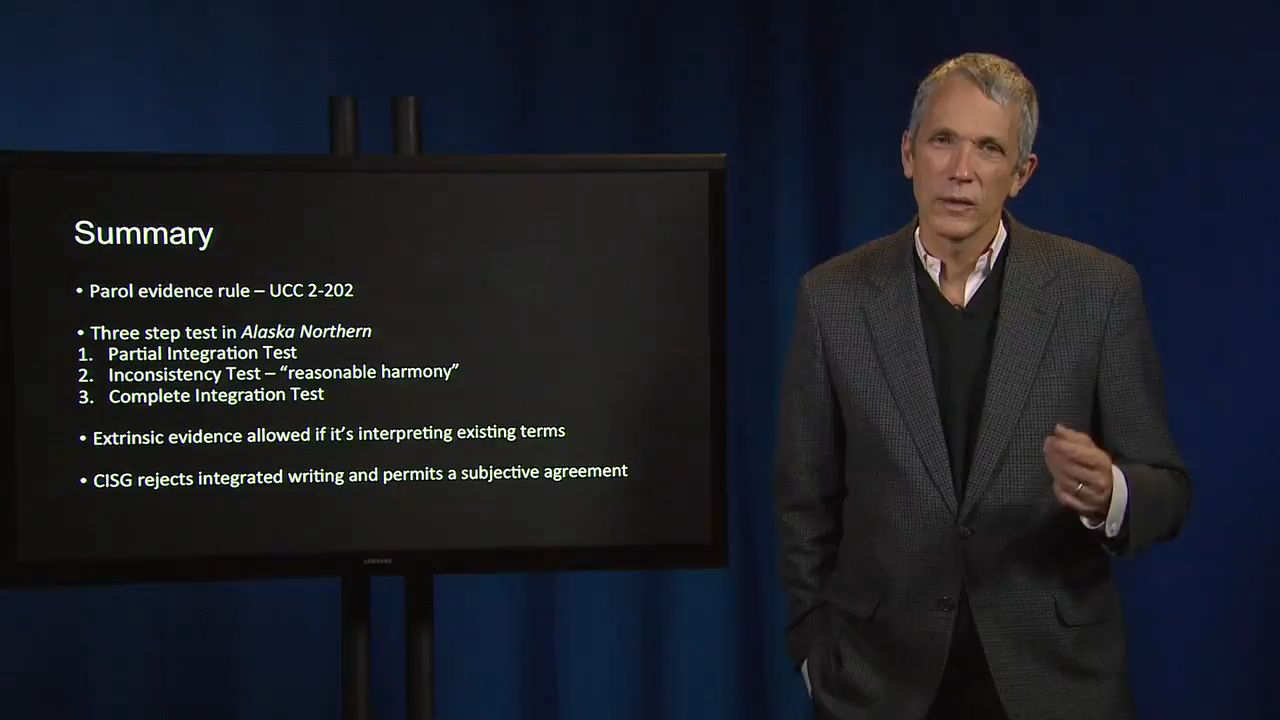 Summary
• Parol evidence rule – UCC 2-202
• Three step test in Alaska Northern
1. Partial Integration Test
2. Inconsistency Test – “reasonable harmony”
3. Complete Integration Test
• Extrinsic evidence allowed if it’s interpreting existing terms
• CISG rejects integrated writing and permits a subjective agreement
SAMSUNG